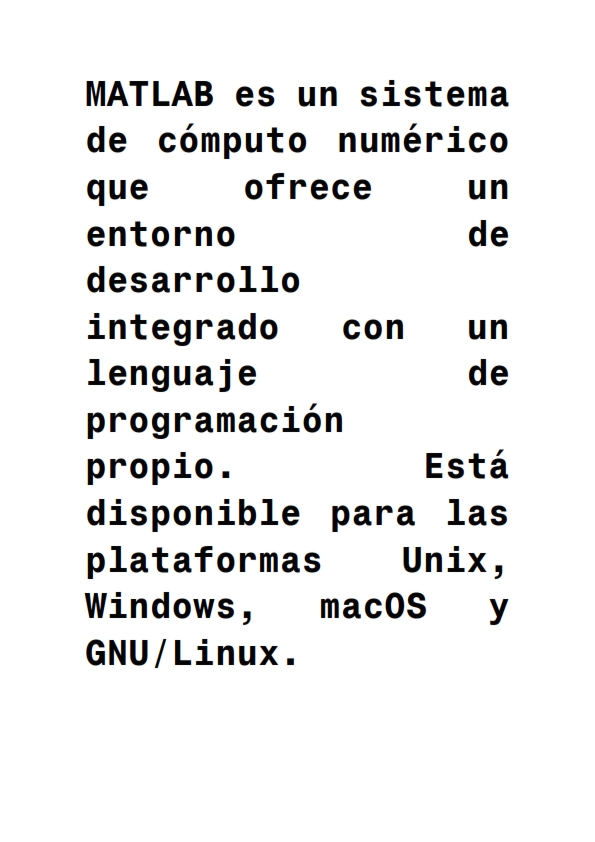 MATLAB es un sistema
de cómputo numérico
que ofrece un
entorno de
desarrollo
integrado con un
lenguaje de
programación
propio. Está
disponible para las
plataformas Unix,
Windows, macOS y
GNU/Linux.